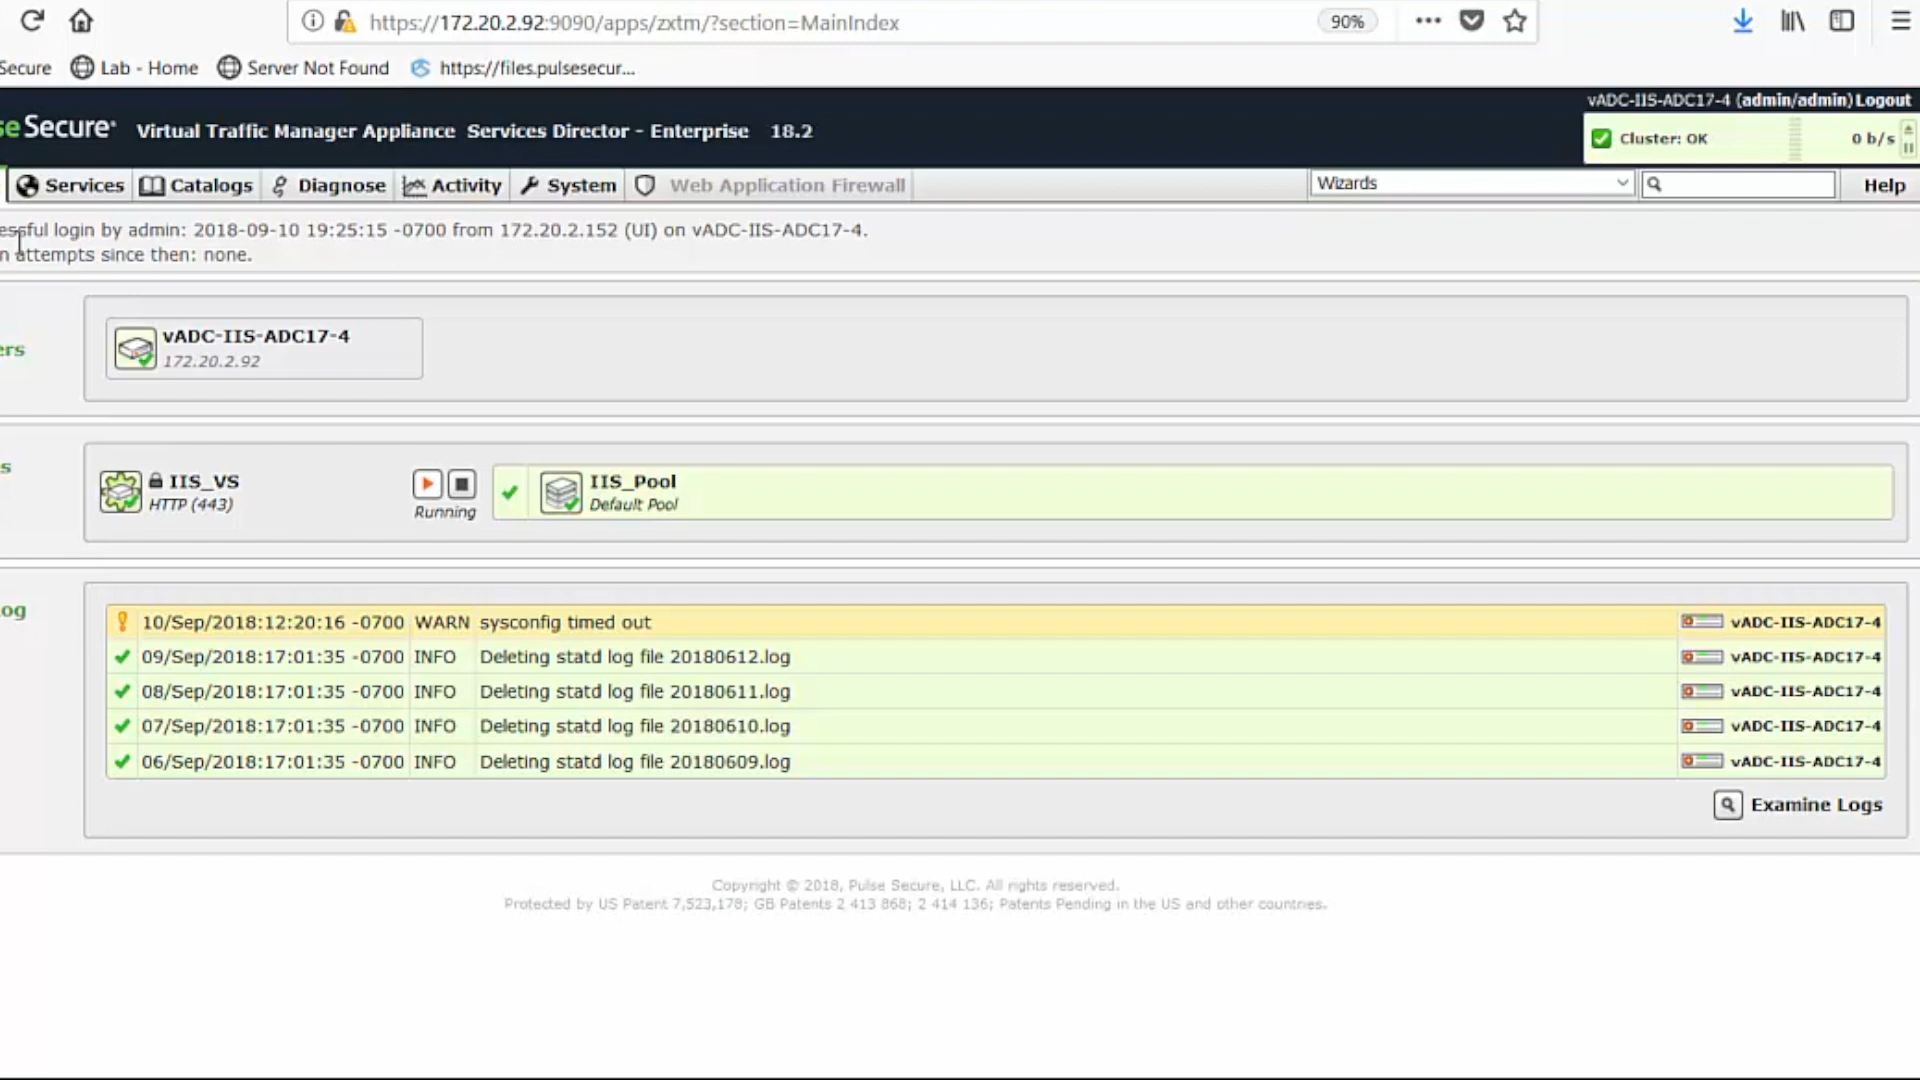 https://172.20.2.92:9090/apps/zxtm/?section=MainIndex
90%
Secure
Lab - Home
Server Not Found
https://files.pulsesecur...
vADC-IIS-ADC17-4 (admin/admin) Logout
e Secure
Virtual Traffic Manager Appliance Services Director - Enterprise 18.2
Cluster: OK
0 b/s
Services
Catalogs
Diagnose
Activity
System
Web Application Firewall
Wizards
Help
essful login by admin: 2018-09-10 19:25:15 -0700 from 172.20.2.152 (UI) on vADC-IIS-ADC17-4.
n attempts since then: none.
ers
vADC-IIS-ADC17-4
172.20.2.92
s
IIS_VS
HTTP (443)
Running
IIS_Pool
Default Pool
og
10/Sep/2018:12:20:16 -0700 WARN sysconfig timed out vADC-IIS-ADC17-4
09/Sep/2018:17:01:35 -0700 INFO Deleting statd log file 20180612.log vADC-IIS-ADC17-4
08/Sep/2018:17:01:35 -0700 INFO Deleting statd log file 20180611.log vADC-IIS-ADC17-4
07/Sep/2018:17:01:35 -0700 INFO Deleting statd log file 20180610.log vADC-IIS-ADC17-4
06/Sep/2018:17:01:35 -0700 INFO Deleting statd log file 20180609.log vADC-IIS-ADC17-4
Examine Logs
Copyright © 2018, Pulse Secure, LLC. All rights reserved.
Protected by US Patent 7,523,178; GB Patents 2 413 868; 2 414 136; Patents Pending in the US and other countries.